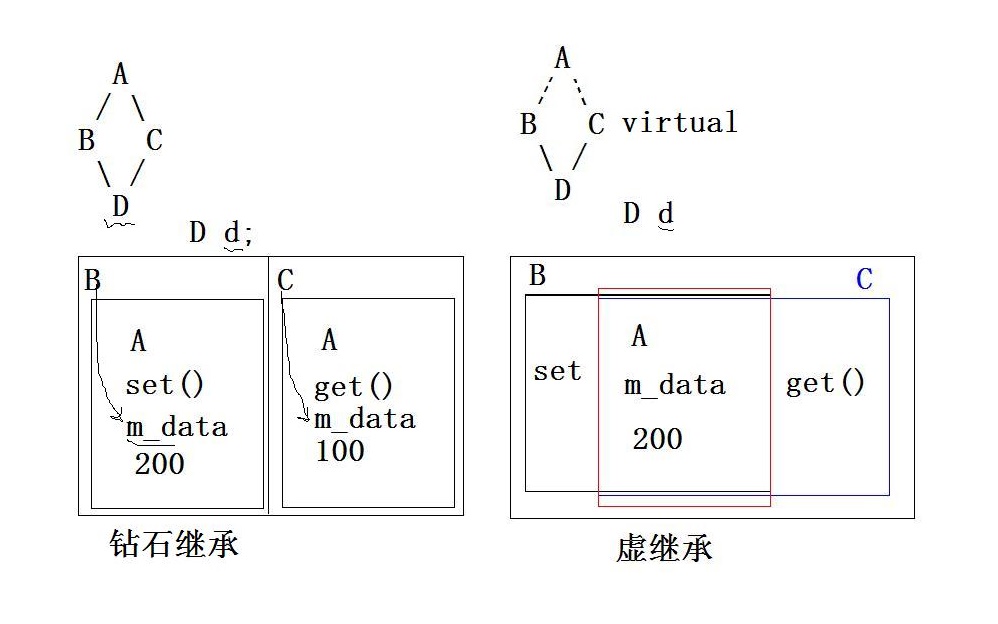 A
B C
D
D d;
B C
A A
set() get()
m_data m_data
200 100
钻石继承
A
B C virtual
D
D d
B C
A
set m_data get()
200
虚继承